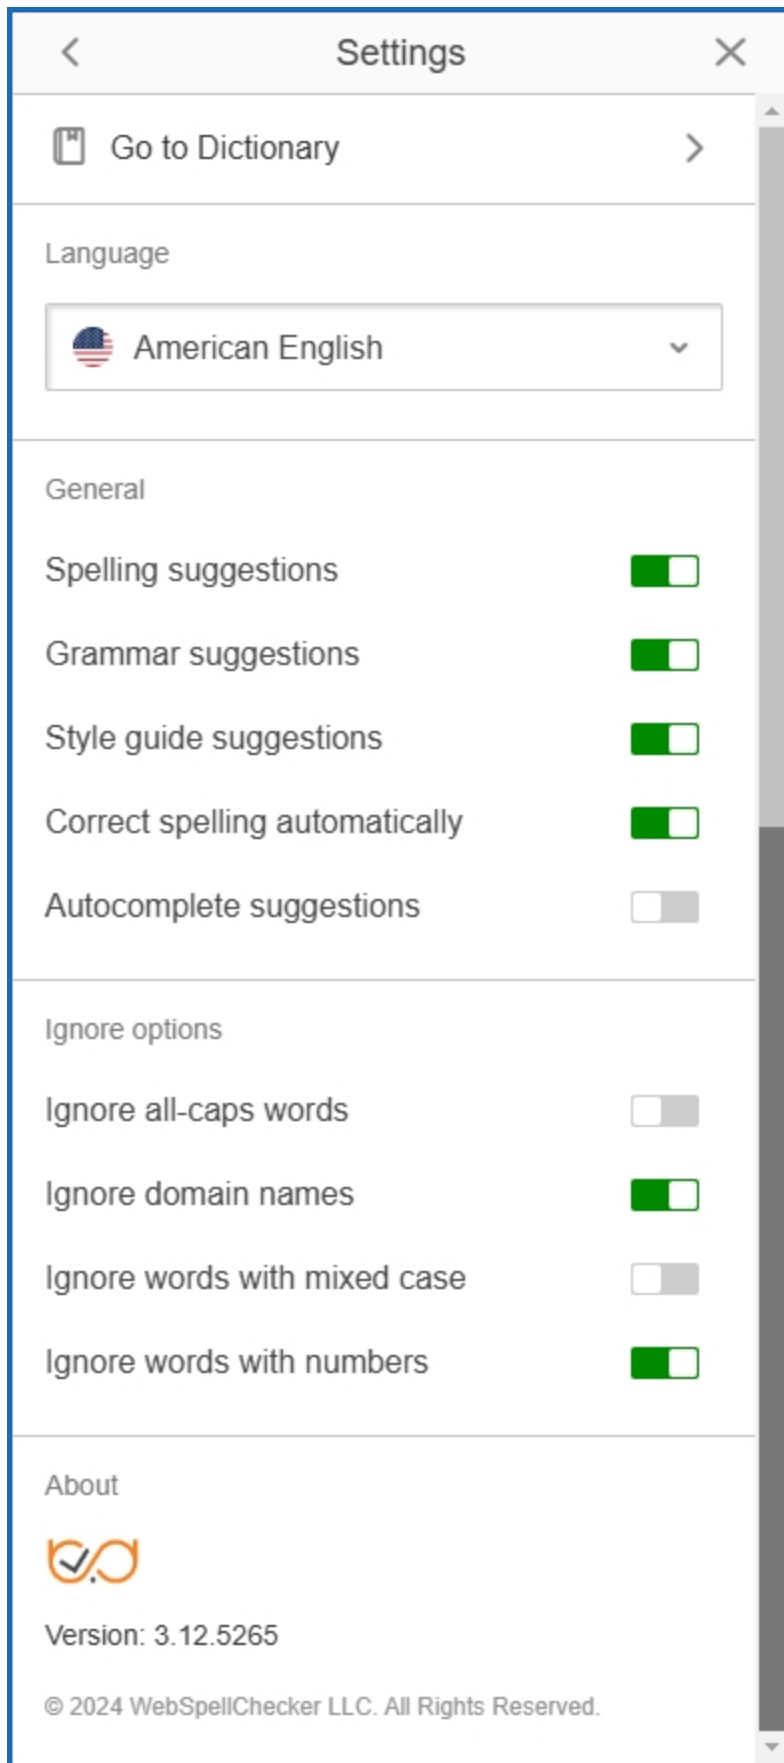 Settings
Go to Dictionary
Language
American English
General
Spelling suggestions
Grammar suggestions
Style guide suggestions
Correct spelling automatically
Autocomplete suggestions
Ignore options
Ignore all-caps words
Ignore domain names
Ignore words with mixed case
Ignore words with numbers
About
Version: 3.12.5265
© 2024 WebSpellChecker LLC. All Rights Reserved.